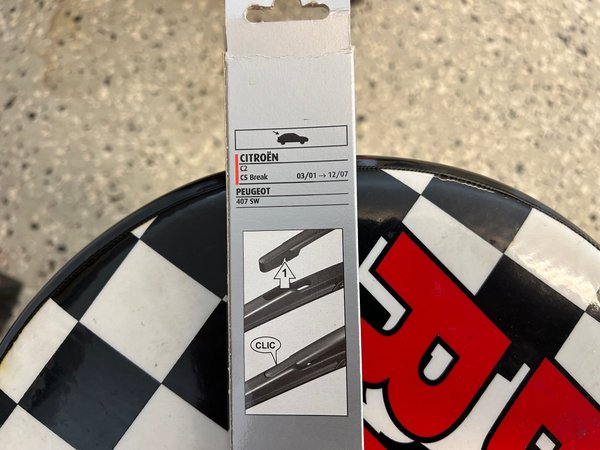 CITROËN
C2
C5 Break 03/01 → 12/07
PEUGEOT
407 SW
1
CLIC
R